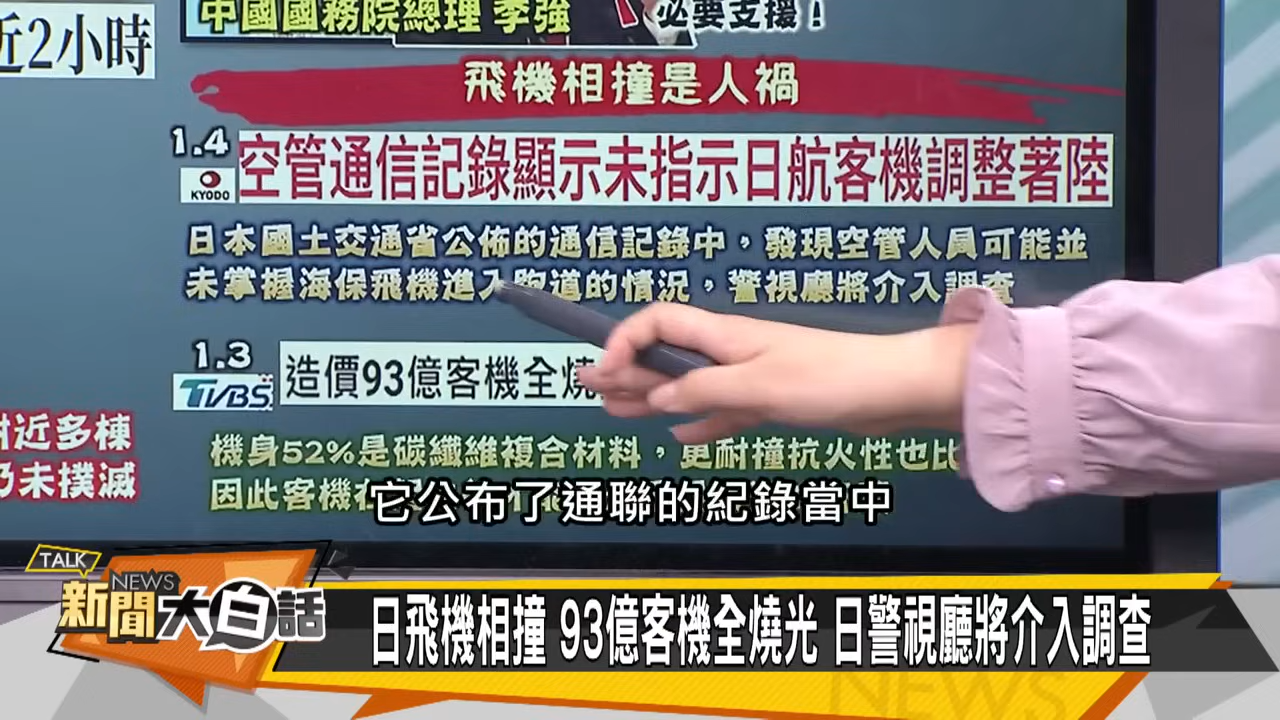 中國國務院總理 李強
必要支援！
近2小時
飛機相撞是人禍
1.4
KYODO
空管通信記錄顯示未指示日航客機調整著陸
日本國土交通省公佈的通信記錄中，發現空管人員可能並
未掌握海保飛機進入跑道的情況，警視廳將介入調查
1.3
TVBS
造價93億客機全燒
附近多棟
仍未撲滅
機身52%是碳纖維複合材料，更耐撞抗火性也比
因此客機在
它公布了通聯的紀錄當中
TALK
NEWS
新聞大白話
日飛機相撞 93億客機全燒光 日警視廳將介入調查
NEWS